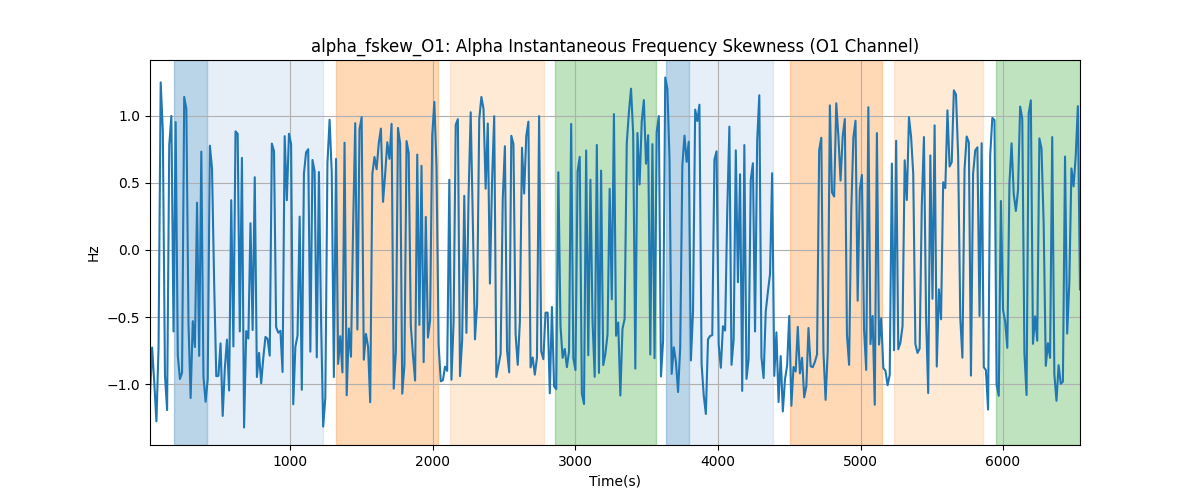 alpha_fskew_O1: Alpha Instantaneous Frequency Skewness (O1 Channel)
1.0
0.5
0.0
−0.5
−1.0
Hz
1000 2000 3000 4000 5000 6000
Time(s)